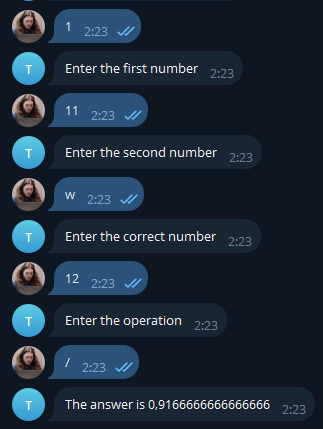 1 2:23
T Enter the first number 2:23
11 2:23
T Enter the second number 2:23
w 2:23
T Enter the correct number 2:23
12 2:23
T Enter the operation 2:23
/ 2:23
T The answer is 0,9166666666666666 2:23